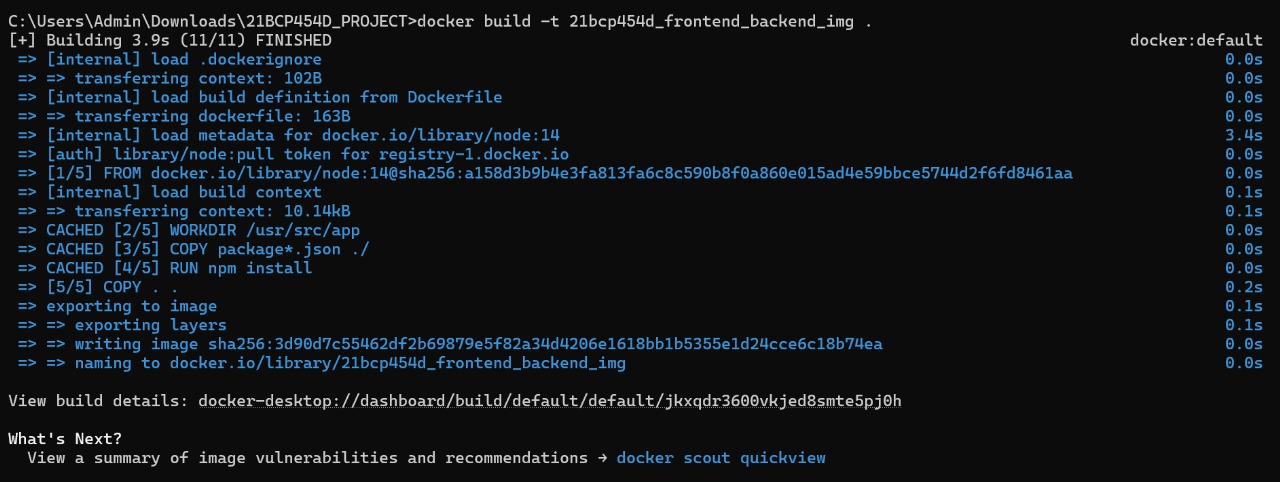 C:\Users\Admin\Downloads\21BCP454D_PROJECT>docker build -t 21bcp454d_frontend_backend_img .
[+] Building 3.9s (11/11) FINISHED docker:default
=> [internal] load .dockerignore 0.0s
=> => transferring context: 102B 0.0s
=> [internal] load build definition from Dockerfile 0.0s
=> => transferring dockerfile: 163B 0.0s
=> [internal] load metadata for docker.io/library/node:14 3.4s
=> [auth] library/node:pull token for registry-1.docker.io 0.0s
=> [1/5] FROM docker.io/library/node:14@sha256:a158d3b9b4e3fa813fa6c8c590b8f0a860e015ad4e59bbce5744d2f6fd8461aa 0.0s
=> [internal] load build context 0.1s
=> => transferring context: 10.14kB 0.1s
=> CACHED [2/5] WORKDIR /usr/src/app 0.0s
=> CACHED [3/5] COPY package*.json ./ 0.0s
=> CACHED [4/5] RUN npm install 0.0s
=> [5/5] COPY . . 0.2s
=> exporting to image 0.1s
=> => exporting layers 0.1s
=> => writing image sha256:3d90d7c55462df2b69879e5f82a34d4206e1618bb1b5355e1d24cce6c18b74ea 0.0s
=> => naming to docker.io/library/21bcp454d_frontend_backend_img 0.0s
View build details: docker-desktop://dashboard/build/default/default/jkxqdr3600vkjed8smte5pj0h
What's Next?
View a summary of image vulnerabilities and recommendations → docker scout quickview